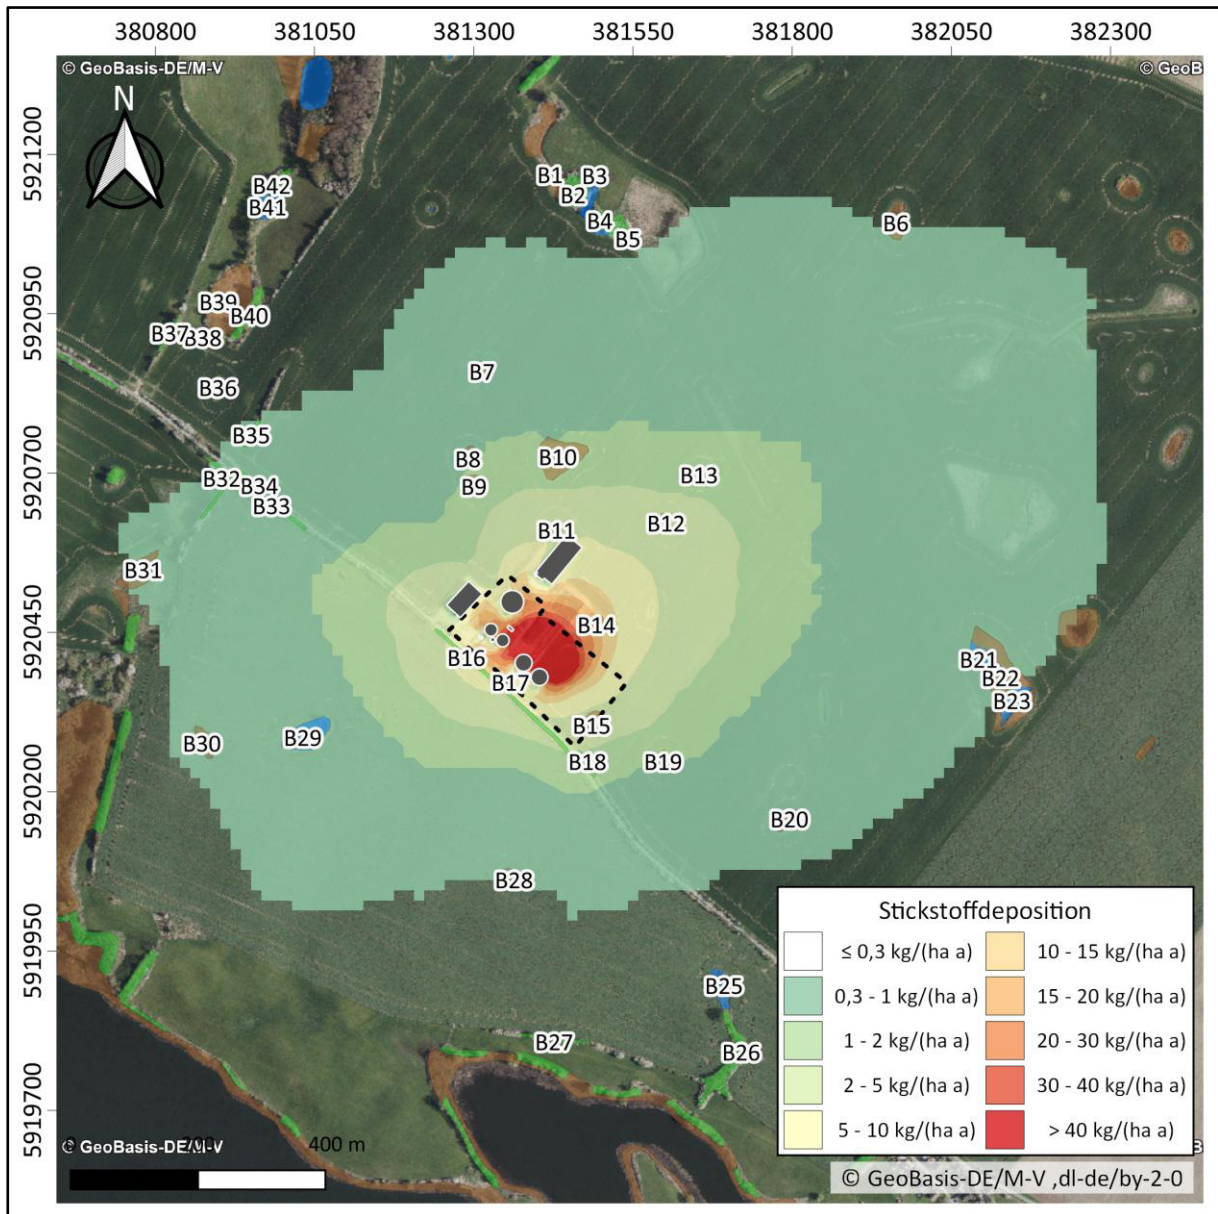 380800 381050 381300 381550 381800 382050 382300
© GeoBasis-DE/M-V
© GeoB
N
5921200
5920950
5920700
5920450
5920200
5919950
5919700
B1
B3
B2
B4
B5
B6
B42
B41
B39
B40
B37
B38
B36
B35
B7
B8
B9
B10
B13
B12
B11
B32
B34
B33
B31
B14
B16
B17
B15
B18
B19
B21
B22
B23
B29
B30
B20
B28
B25
B26
B27
Stickstoffdeposition
≤ 0,3 kg/(ha a)
0,3 - 1 kg/(ha a)
1 - 2 kg/(ha a)
2 - 5 kg/(ha a)
5 - 10 kg/(ha a)
10 - 15 kg/(ha a)
15 - 20 kg/(ha a)
20 - 30 kg/(ha a)
30 - 40 kg/(ha a)
> 40 kg/(ha a)
0 200 400 m
© GeoBasis-DE/M-V
B
© GeoBasis-DE/M-V ,dl-de/by-2-0